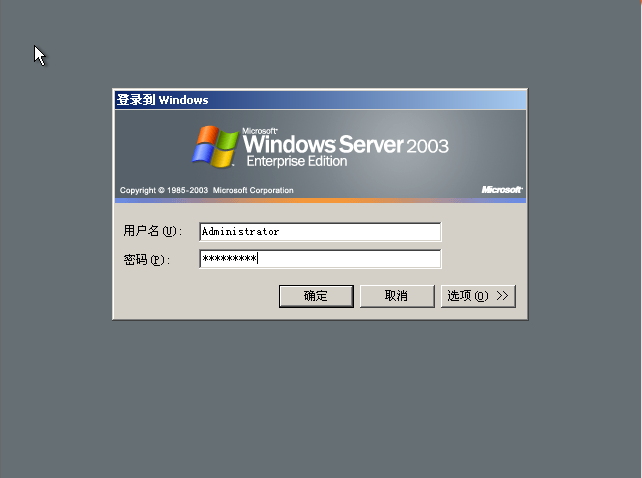 登录到 Windows
Microsoft
Windows Server 2003
Enterprise Edition
Copyright © 1985-2003 Microsoft Corporation
Microsoft
用户名(U): Administrator
密码(P): *********
确定 取消 选项(O) >>